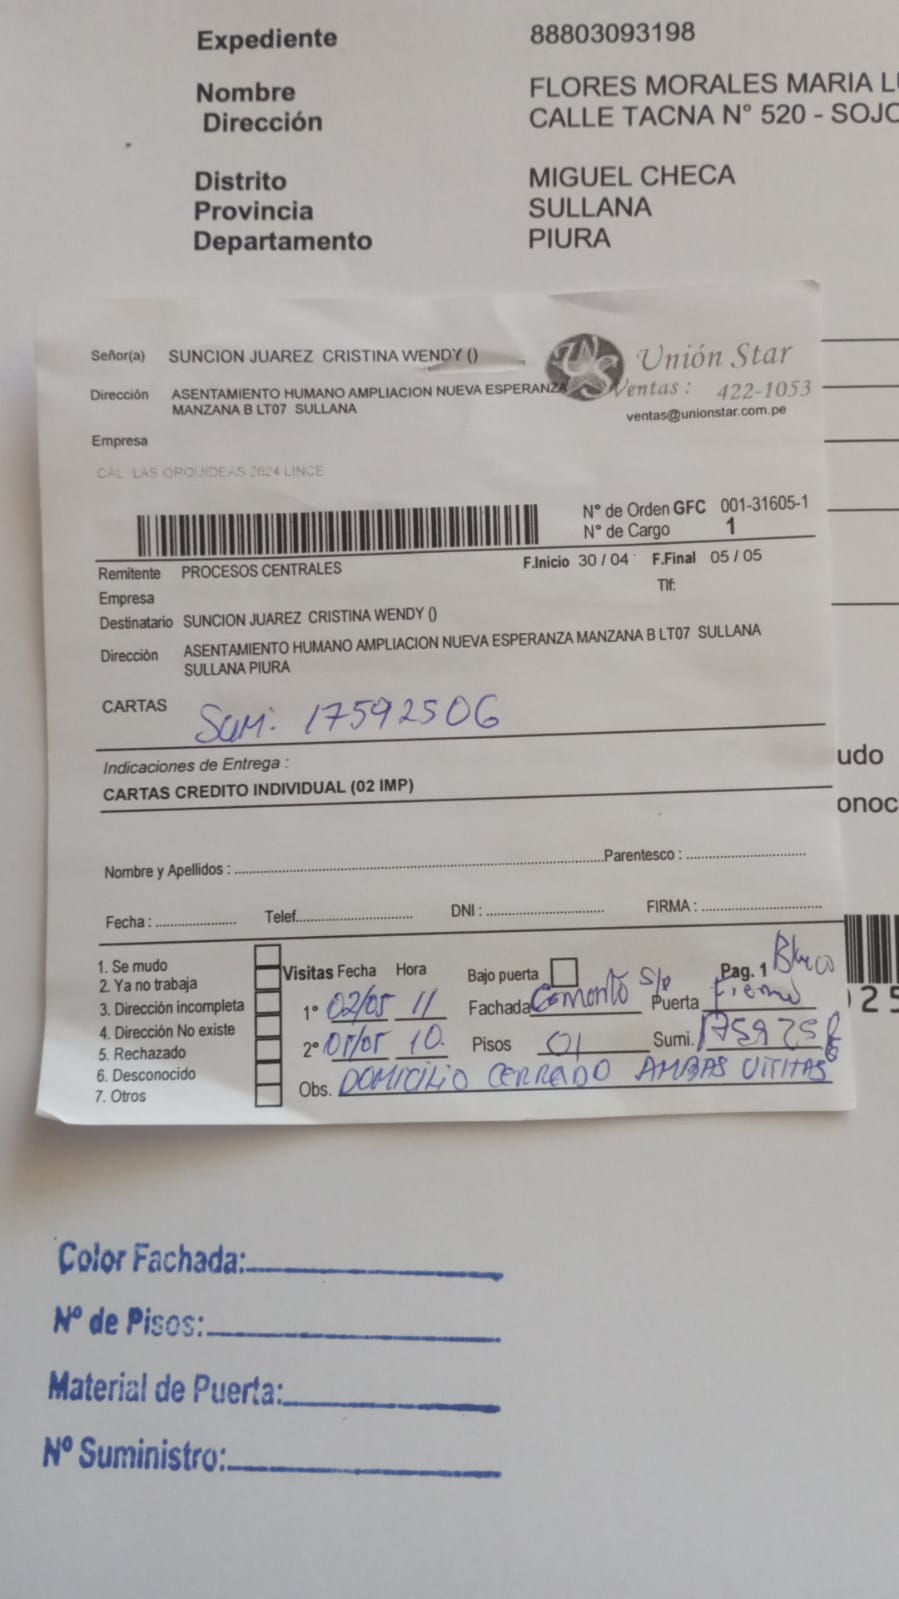 Expediente 88803093198
Nombre FLORES MORALES MARIA LU
Dirección CALLE TACNA N° 520 - SOJO
Distrito MIGUEL CHECA
Provincia SULLANA
Departamento PIURA
Señor(a) SUNCION JUAREZ CRISTINA WENDY ()
Unión Star
Dirección ASENTAMIENTO HUMANO AMPLIACION NUEVA ESPERANZA
Ventas : 422-1053
MANZANA B LT07 SULLANA
ventas@unionstar.com.pe
Empresa
CAL. LAS ORQUIDEAS 2624 LINCE
N° de Orden GFC 001-31605-1
N° de Cargo 1
Remitente PROCESOS CENTRALES F.Inicio 30 / 04 F.Final 05 / 05
Empresa Tlf:
Destinatario SUNCION JUAREZ CRISTINA WENDY ()
Dirección ASENTAMIENTO HUMANO AMPLIACION NUEVA ESPERANZA MANZANA B LT07 SULLANA
SULLANA PIURA
CARTAS Sum: 17592506
udo
Indicaciones de Entrega :
CARTAS CREDITO INDIVIDUAL (02 IMP)
onoc
Nombre y Apellidos : Parentesco :
Fecha : Telef. DNI : FIRMA :
1. Se mudo
2. Ya no trabaja
3. Dirección incompleta
4. Dirección No existe
5. Rechazado
6. Desconocido
7. Otros
Visitas Fecha Hora Bajo puerta Pag. 1 Blanco
1° 02/05 11 Fachada Cemento S/p Puerta Fierro
2° 05/05 10. Pisos 01 Sumi.
Obs. DOMICILIO CERRADO AMBAS VISITAS
25
Color Fachada:
Nº de Pisos:
Material de Puerta:
Nº Suministro: